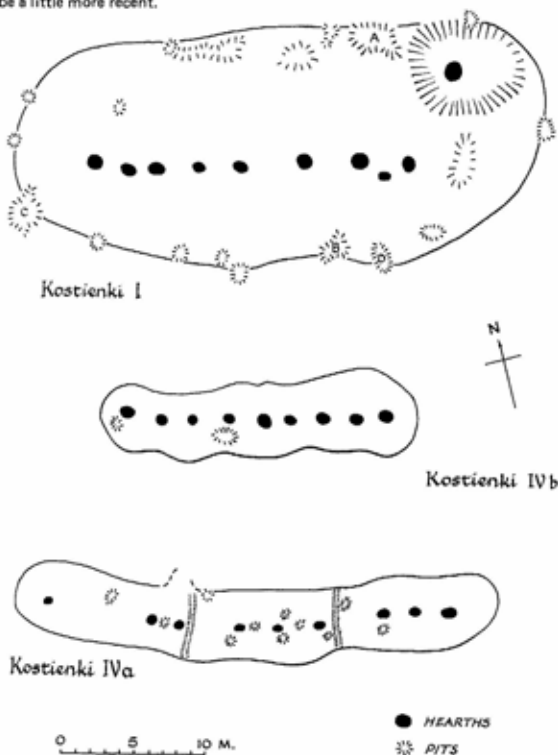 be a little more recent.
A
C
B
D
Kostienki I
N
Kostienki IVb
Kostienki IVa
0 5 10 M.
HEARTHS
PITS